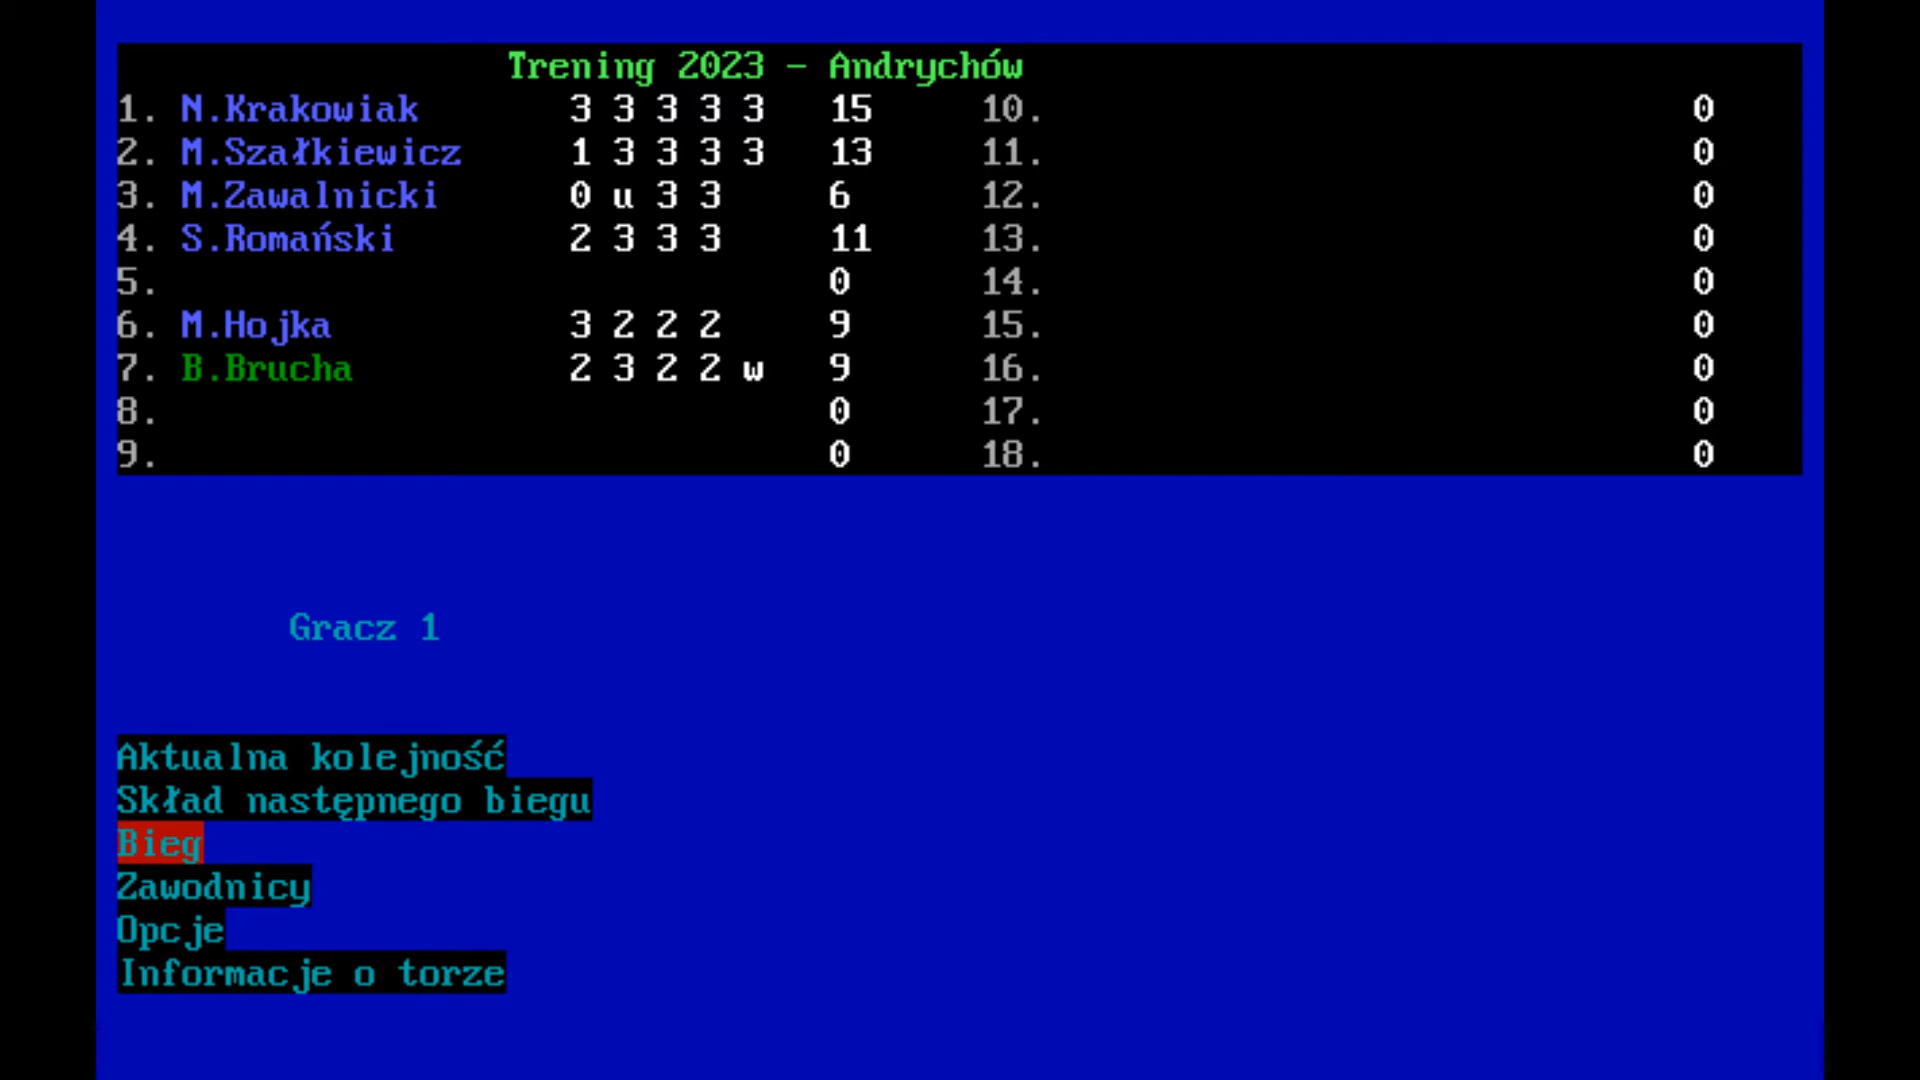 Trening 2023 - Andrychów
1. N.Krakowiak 3 3 3 3 3 15 10. 0
2. M.Szałkiewicz 1 3 3 3 3 13 11. 0
3. M.Zawalnicki 0 u 3 3 6 12. 0
4. S.Romański 2 3 3 3 11 13. 0
5. 0 14. 0
6. M.Hojka 3 2 2 2 9 15. 0
7. B.Brucha 2 3 2 2 w 9 16. 0
8. 0 17. 0
9. 0 18. 0
Gracz 1
Aktualna kolejność
Skład następnego biegu
Bieg
Zawodnicy
Opcje
Informacje o torze